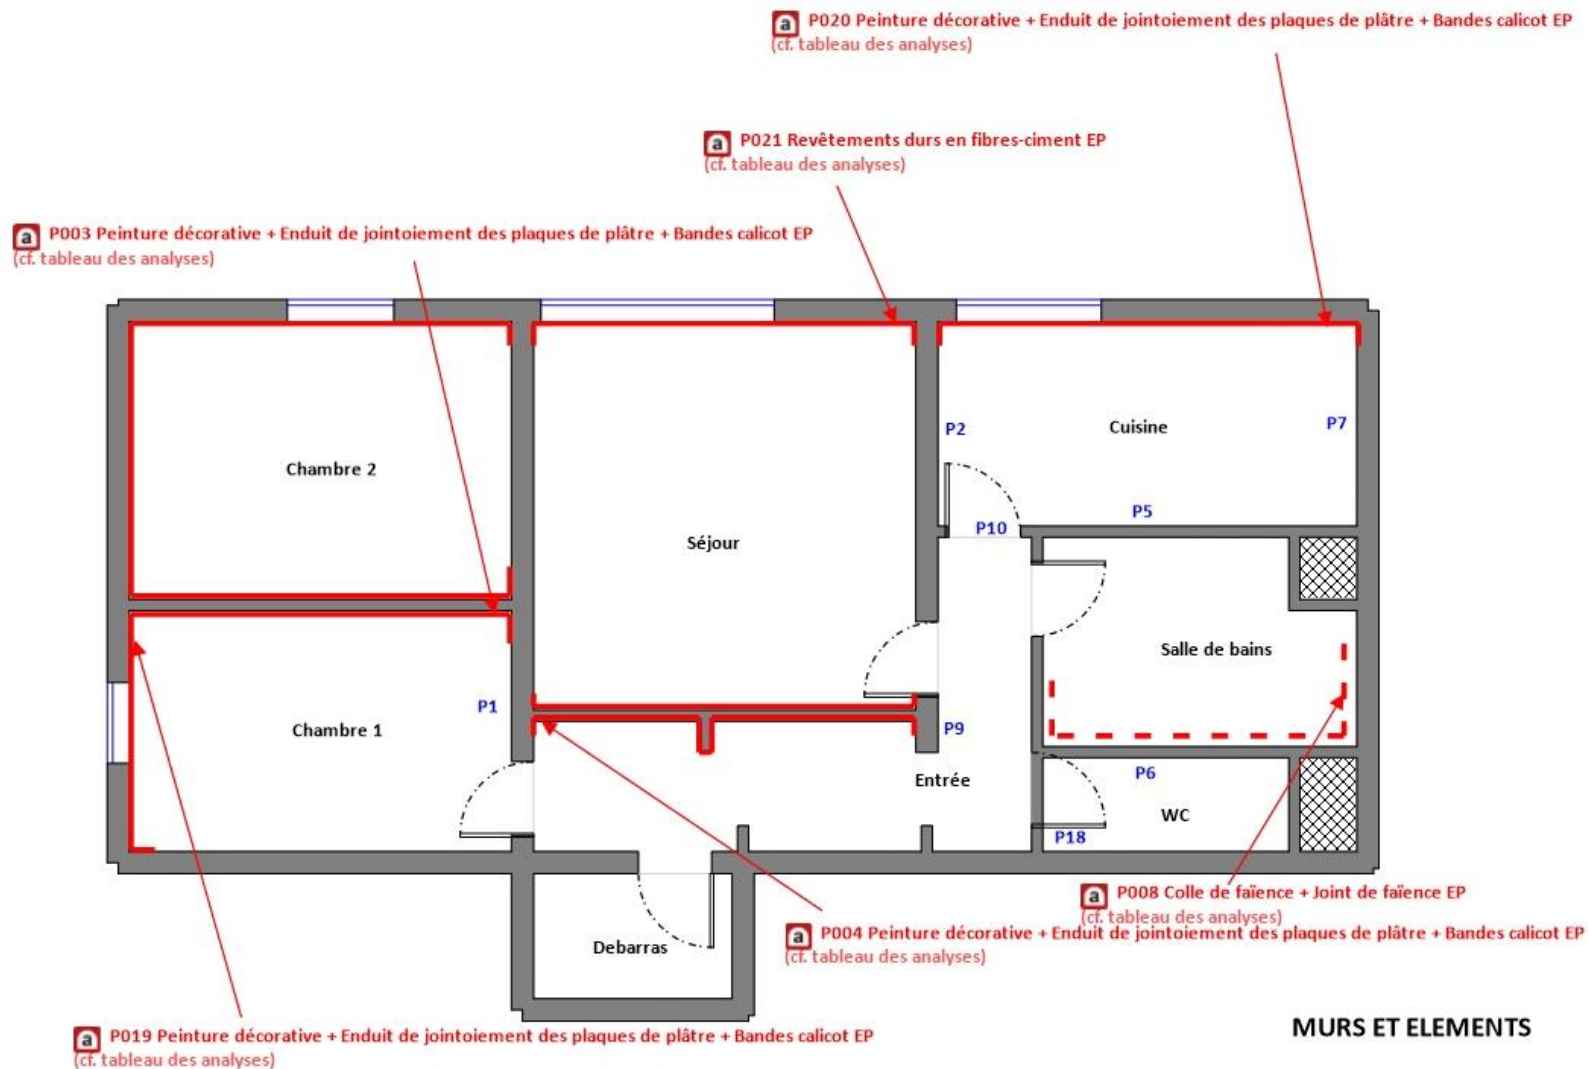 a P020 Peinture décorative + Enduit de jointoiement des plaques de plâtre + Bandes calicot EP
(cf. tableau des analyses)
a P021 Revêtements durs en fibres-ciment EP
(cf. tableau des analyses)
a P003 Peinture décorative + Enduit de jointoiement des plaques de plâtre + Bandes calicot EP
(cf. tableau des analyses)
P2
Cuisine
P7
Chambre 2
P5
P10
Séjour
Salle de bains
P1
Chambre 1
P9
Entrée
P6
WC
P18
a P008 Colle de faïence + Joint de faïence EP
(cf. tableau des analyses)
a P004 Peinture décorative + Enduit de jointoiement des plaques de plâtre + Bandes calicot EP
(cf. tableau des analyses)
Debarras
MURS ET ELEMENTS
a P019 Peinture décorative + Enduit de jointoiement des plaques de plâtre + Bandes calicot EP
(cf. tableau des analyses)